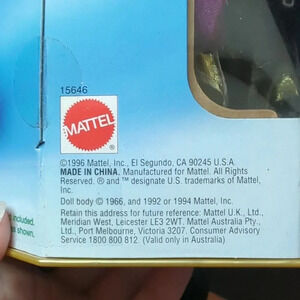 15646
MATTEL
©1996 Mattel, Inc., El Segundo, CA 90245 U.S.A.
MADE IN CHINA. Manufactured for Mattel. All Rights
Reserved. ® and ™ designate U.S. trademarks of Mattel,
Inc.
Doll body © 1966, and 1992 or 1994 Mattel, Inc.
Retain this address for future reference: Mattel U.K., Ltd.,
Meridian West, Leicester LE3 2WT. Mattel Australia Pty.,
Ltd., Port Melbourne, Victoria 3207. Consumer Advisory
Service 1800 800 812. (Valid only in Australia)
included.
shown.